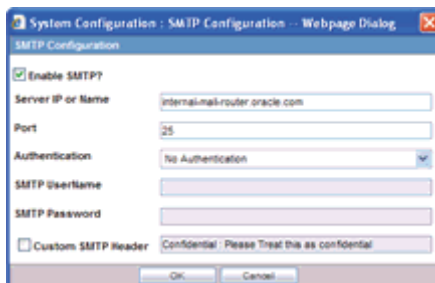 System Configuration : SMTP Configuration -- Webpage Dialog
SMTP Configuration
Enable SMTP?
Server IP or Name internal-mail-router.oracle.com
Port 25
Authentication No Authentication
SMTP UserName
SMTP Password
Custom SMTP Header Confidential : Please Treat this as confidential
OK Cancel